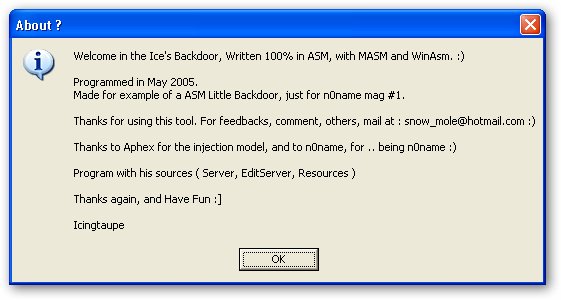 About ?
Welcome in the Ice's Backdoor, Written 100% in ASM, with MASM and WinAsm. :)
Programmed in May 2005.
Made for example of a ASM Little Backdoor, just for n0name mag #1.
Thanks for using this tool. For feedbacks, comment, others, mail at : snow_mole@hotmail.com :)
Thanks to Aphex for the injection model, and to n0name, for .. being n0name :)
Program with his sources ( Server, EditServer, Resources )
Thanks again, and Have Fun :]
Icingtaupe
OK